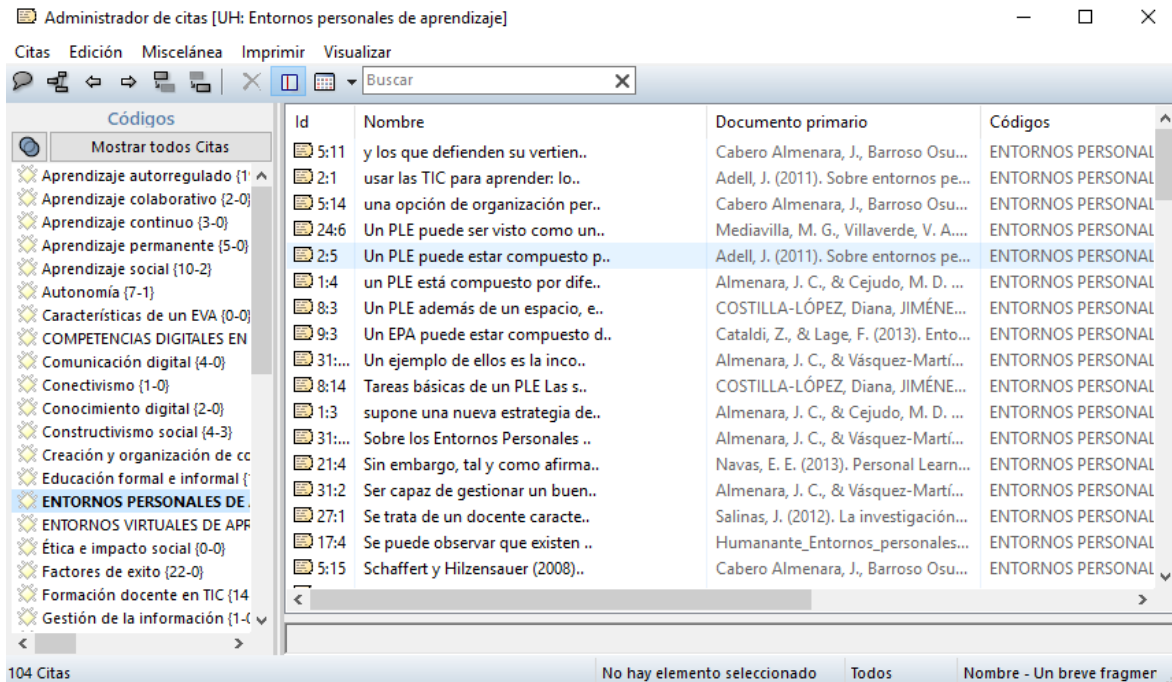 Administrador de citas [UH: Entornos personales de aprendizaje]
Citas Edición Miscelánea Imprimir Visualizar
Buscar
Códigos
Mostrar todos Citas
Aprendizaje autorregulado {1
Aprendizaje colaborativo {2-0}
Aprendizaje continuo {3-0}
Aprendizaje permanente {5-0}
Aprendizaje social {10-2}
Autonomía {7-1}
Características de un EVA {0-0}
COMPETENCIAS DIGITALES EN
Comunicación digital {4-0}
Conectivismo {1-0}
Conocimiento digital {2-0}
Constructivismo social {4-3}
Creación y organización de cc
Educación formal e informal {
ENTORNOS PERSONALES DE
ENTORNOS VIRTUALES DE APR
Ética e impacto social {0-0}
Factores de exito {22-0}
Formación docente en TIC {14
Gestión de la información {1-0
Id Nombre Documento primario Códigos
5:11 y los que defienden su vertien.. Cabero Almenara, J., Barroso Osu... ENTORNOS PERSONAL
2:1 usar las TIC para aprender: lo.. Adell, J. (2011). Sobre entornos pe... ENTORNOS PERSONAL
5:14 una opción de organización per.. Cabero Almenara, J., Barroso Osu... ENTORNOS PERSONAL
24:6 Un PLE puede ser visto como un.. Mediavilla, M. G., Villaverde, V. A.... ENTORNOS PERSONAL
2:5 Un PLE puede estar compuesto p.. Adell, J. (2011). Sobre entornos pe... ENTORNOS PERSONAL
1:4 un PLE está compuesto por dife.. Almenara, J. C., & Cejudo, M. D. ... ENTORNOS PERSONAL
8:3 Un PLE además de un espacio, e.. COSTILLA-LÓPEZ, Diana, JIMÉNE... ENTORNOS PERSONAL
9:3 Un EPA puede estar compuesto d.. Cataldi, Z., & Lage, F. (2013). Ento... ENTORNOS PERSONAL
31:... Un ejemplo de ellos es la inco.. Almenara, J. C., & Vásquez-Martí... ENTORNOS PERSONAL
8:14 Tareas básicas de un PLE Las s.. COSTILLA-LÓPEZ, Diana, JIMÉNE... ENTORNOS PERSONAL
1:3 supone una nueva estrategia de.. Almenara, J. C., & Cejudo, M. D. ... ENTORNOS PERSONAL
31:... Sobre los Entornos Personales .. Almenara, J. C., & Vásquez-Martí... ENTORNOS PERSONAL
21:4 Sin embargo, tal y como afirma.. Navas, E. E. (2013). Personal Learn... ENTORNOS PERSONAL
31:2 Ser capaz de gestionar un buen.. Almenara, J. C., & Vásquez-Martí... ENTORNOS PERSONAL
27:1 Se trata de un docente caracte.. Salinas, J. (2012). La investigación... ENTORNOS PERSONAL
17:4 Se puede observar que existen .. Humanante_Entornos_personales... ENTORNOS PERSONAL
5:15 Schaffert y Hilzensauer (2008).. Cabero Almenara, J., Barroso Osu... ENTORNOS PERSONAL
104 Citas No hay elemento seleccionado Todos Nombre - Un breve fragmer